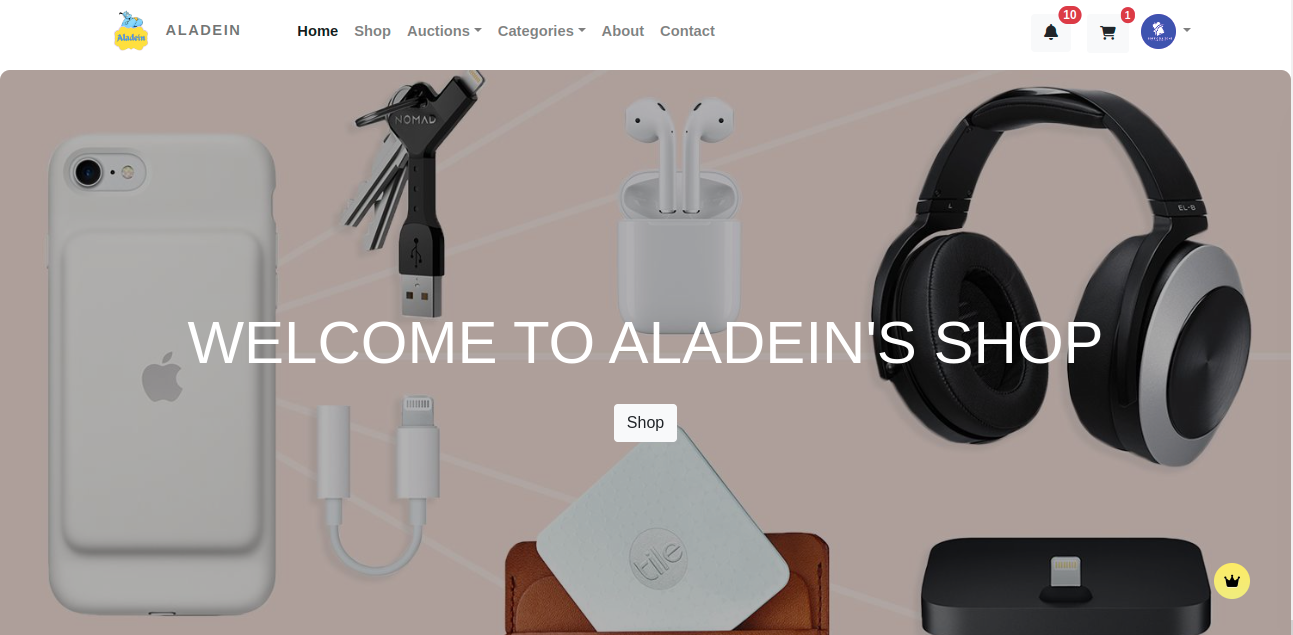 Aladein
ALADEIN
Home
Shop
Auctions
Categories
About
Contact
10
1
NOMAD
L
EL-8
WELCOME TO ALADEIN'S SHOP
Shop
tile